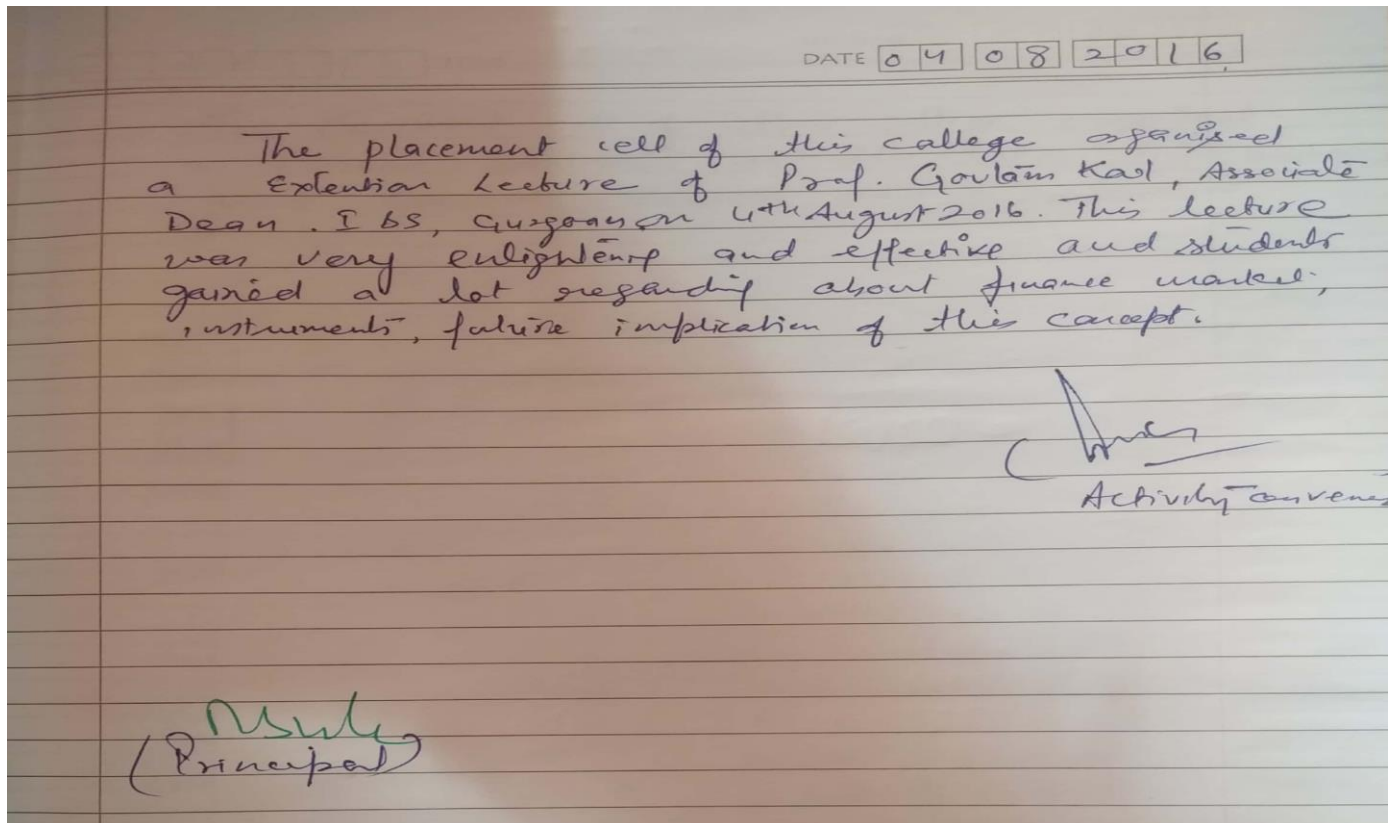 DATE 04 08 2016
The placement cell of this college organised
a Extention Lecture of Prof. Goutam Kaul, Associate
Dean. IBS, Gurgoan on 4th August 2016. This lecture
was very enlightening and effective and students
gained a lot regarding about finance market,
instruments, future implication of this concept.
Activity convener
(Principal)